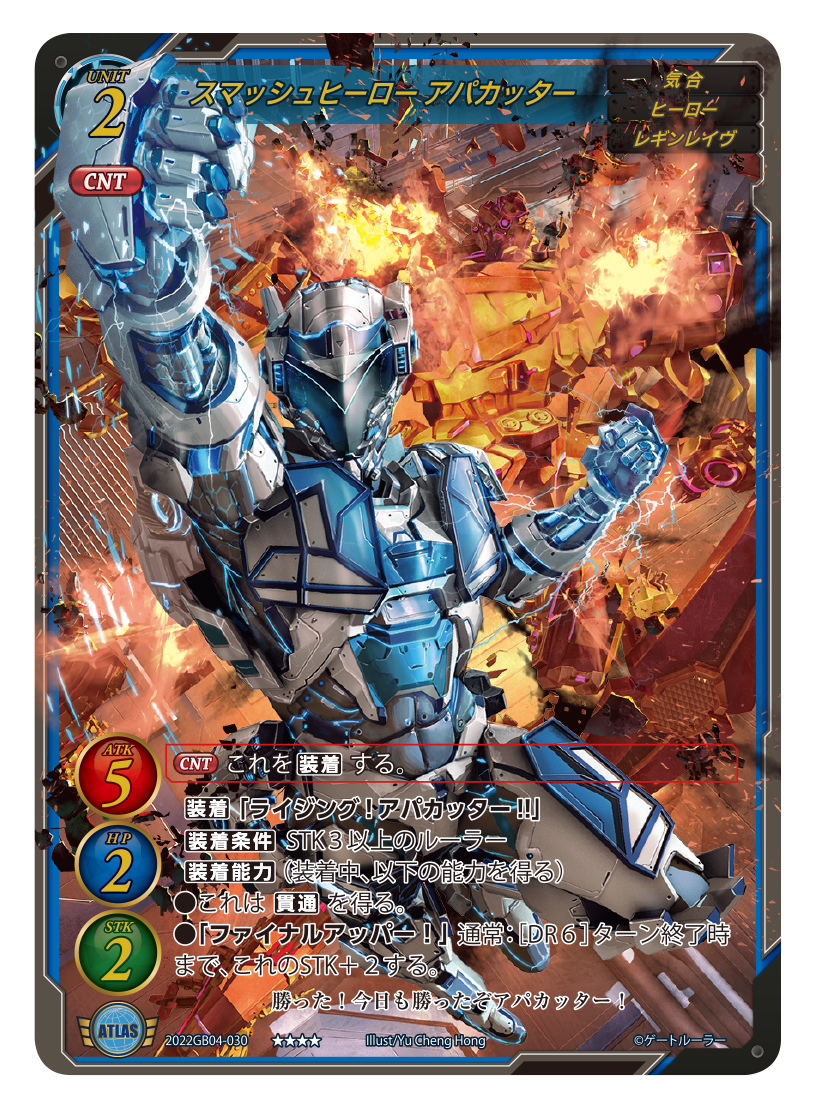 UNIT
2
スマッシュヒーロー アパカッター
気合
ヒーロー
レギンレイヴ
CNT
ATK
5
CNT これを 装着 する。
装着「ライジング!アパカッター!!」
HP
2
装着条件 STK3以上のルーラー
装着能力(装着中、以下の能力を得る)
●これは 貫通 を得る。
STK
2
●「ファイナルアッパー!」通常:[DR6]ターン終了時
まで、これのSTK+2する。
勝った!今日も勝ったぞアパカッター!
ATLAS
2022GB04-030 ★★★★ Illust/Yu Cheng Hong ©ゲートルーラー